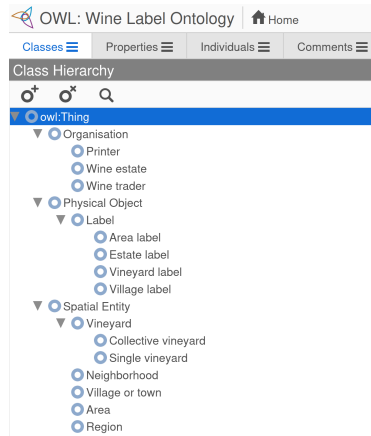 OWL: Wine Label Ontology Home
Classes Properties Individuals Comments
Class Hierarchy
owl:Thing
Organisation
Printer
Wine estate
Wine trader
Physical Object
Label
Area label
Estate label
Vineyard label
Village label
Spatial Entity
Vineyard
Collective vineyard
Single vineyard
Neighborhood
Village or town
Area
Region